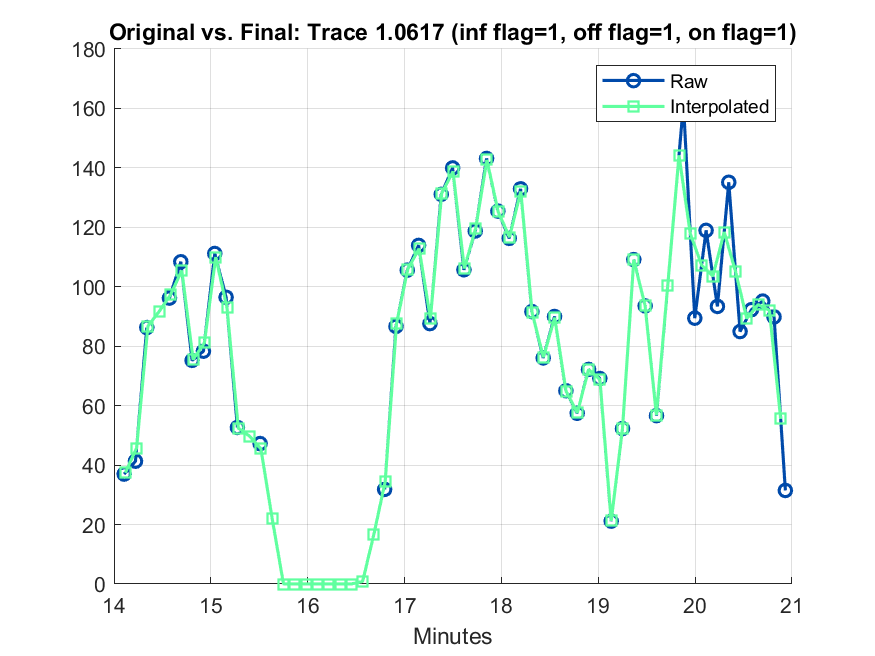 Original vs. Final: Trace 1.0617 (inf flag=1, off flag=1, on flag=1)
180
160
140
120
100
80
60
40
20
0
Raw
Interpolated
14 15 16 17 18 19 20 21
Minutes